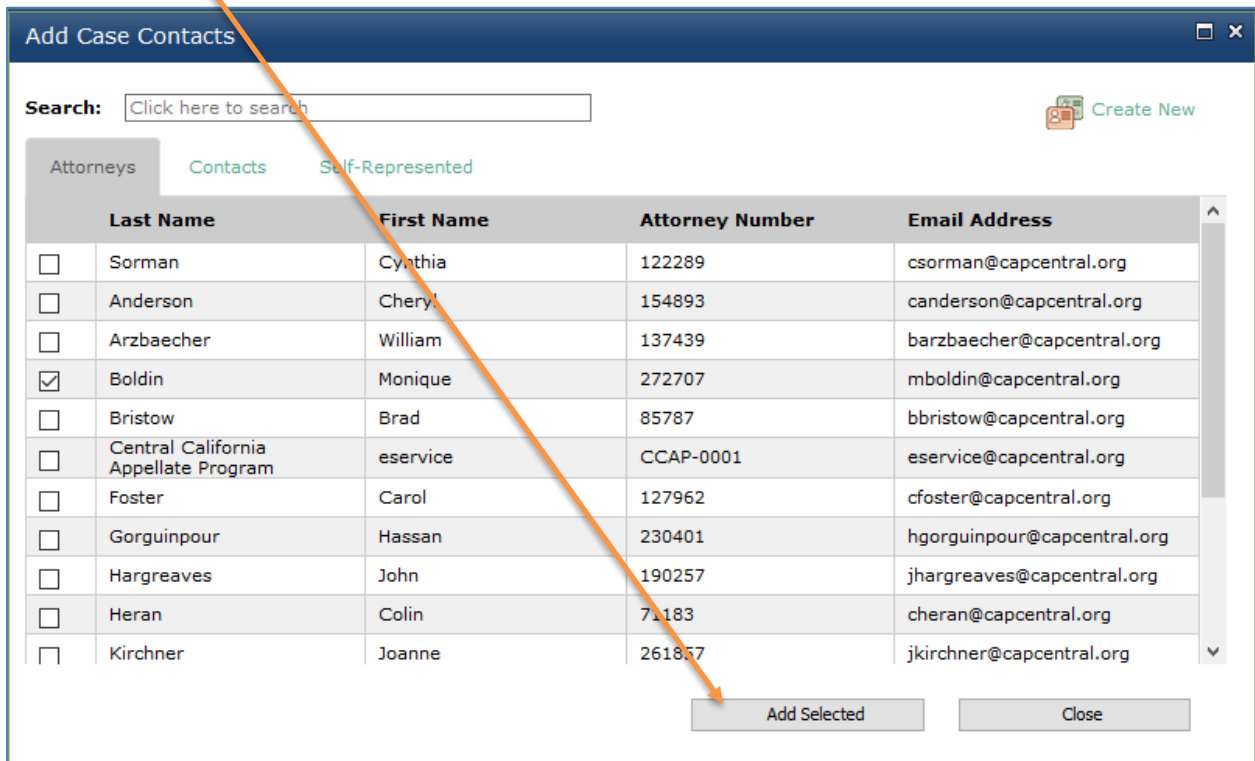 Add Case Contacts
Search: Click here to search
Create New
Attorneys Contacts Self-Represented
Last Name First Name Attorney Number Email Address
Sorman Cynthia 122289 csorman@capcentral.org
Anderson Cheryl 154893 canderson@capcentral.org
Arzbaecher William 137439 barzbaecher@capcentral.org
Boldin Monique 272707 mboldin@capcentral.org
Bristow Brad 85787 bbristow@capcentral.org
Central California
Appellate Program eservice CCAP-0001 eservice@capcentral.org
Foster Carol 127962 cfoster@capcentral.org
Gorguinpour Hassan 230401 hgorguinpour@capcentral.org
Hargreaves John 190257 jhargreaves@capcentral.org
Heran Colin 71183 cheran@capcentral.org
Kirchner Joanne 261857 jkirchner@capcentral.org
Add Selected Close